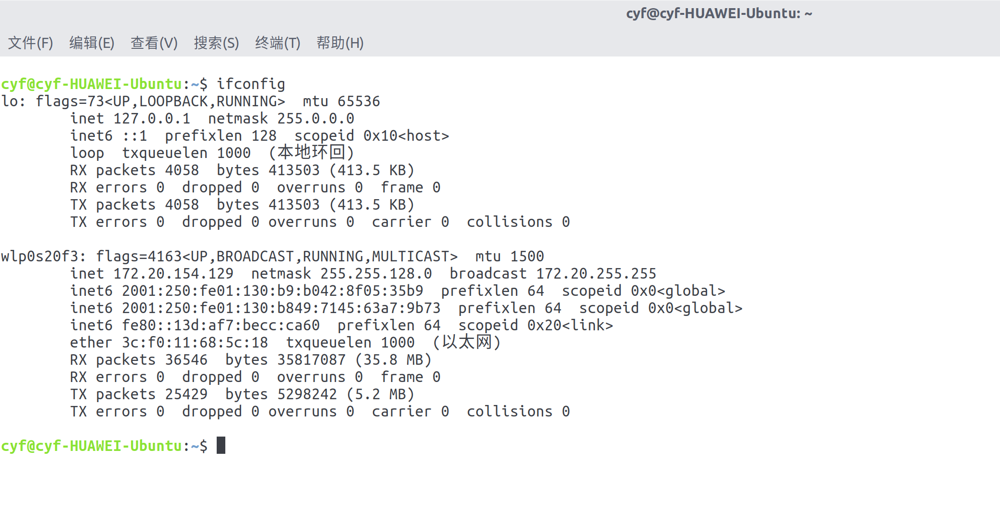 cyf@cyf-HUAWEI-Ubuntu: ~
文件(F) 编辑(E) 查看(V) 搜索(S) 终端(T) 帮助(H)
cyf@cyf-HUAWEI-Ubuntu:~$ ifconfig
lo: flags=73<UP,LOOPBACK,RUNNING>  mtu 65536
        inet 127.0.0.1  netmask 255.0.0.0
        inet6 ::1  prefixlen 128  scopeid 0x10<host>
        loop  txqueuelen 1000  (本地环回)
        RX packets 4058  bytes 413503 (413.5 KB)
        RX errors 0  dropped 0  overruns 0  frame 0
        TX packets 4058  bytes 413503 (413.5 KB)
        TX errors 0  dropped 0 overruns 0  carrier 0  collisions 0
wlp0s20f3: flags=4163<UP,BROADCAST,RUNNING,MULTICAST>  mtu 1500
        inet 172.20.154.129  netmask 255.255.128.0  broadcast 172.20.255.255
        inet6 2001:250:fe01:130:b9:b042:8f05:35b9  prefixlen 64  scopeid 0x0<global>
        inet6 2001:250:fe01:130:b849:7145:63a7:9b73  prefixlen 64  scopeid 0x0<global>
        inet6 fe80::13d:af7:becc:ca60  prefixlen 64  scopeid 0x20<link>
        ether 3c:f0:11:68:5c:18  txqueuelen 1000  (以太网)
        RX packets 36546  bytes 35817087 (35.8 MB)
        RX errors 0  dropped 0  overruns 0  frame 0
        TX packets 25429  bytes 5298242 (5.2 MB)
        TX errors 0  dropped 0 overruns 0  carrier 0  collisions 0
cyf@cyf-HUAWEI-Ubuntu:~$